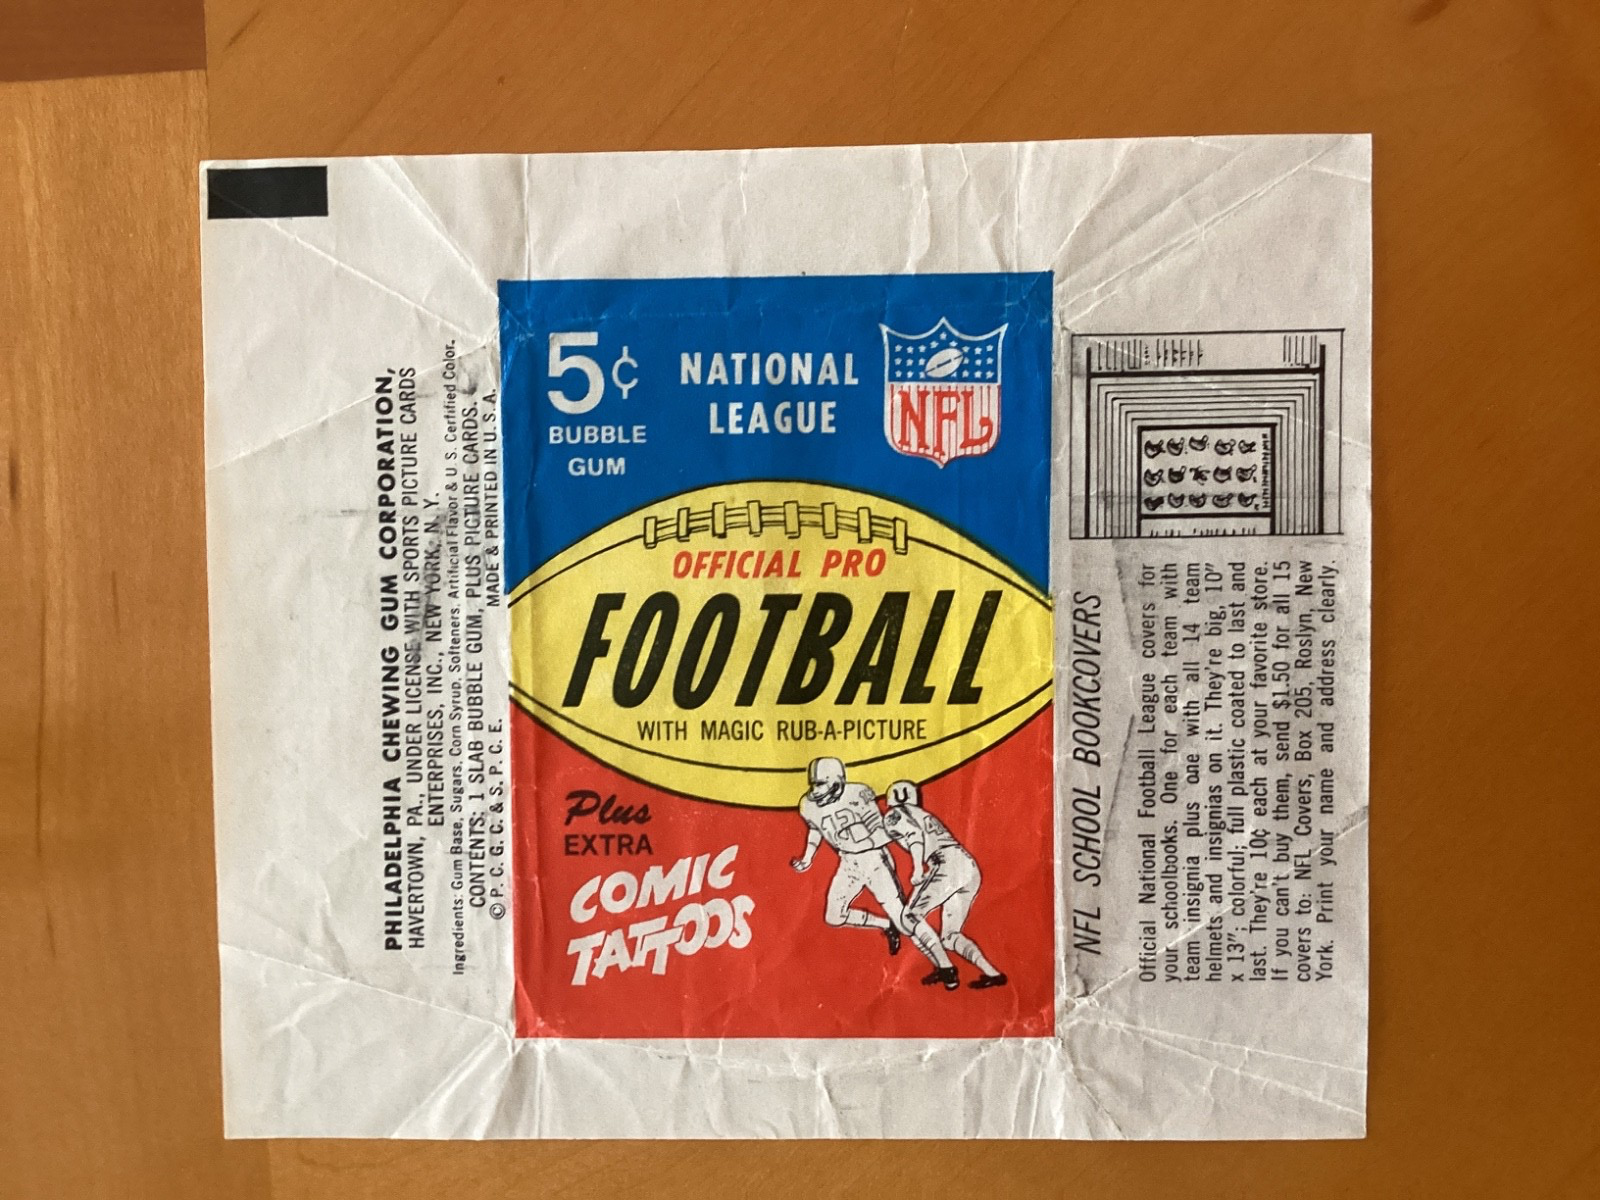 PHILADELPHIA CHEWING GUM CORPORATION,
HAVERTOWN, PA., UNDER LICENSE WITH SPORTS PICTURE CARDS
ENTERPRISES, INC., NEW YORK, N. Y.
Ingredients: Gum Base, Sugars, Corn Syrup, Softeners, Artificial Flavor & U. S. Certified Color.
CONTENTS: 1 SLAB BUBBLE GUM, PLUS PICTURE CARDS.
© P. C. G. C. & S. P. C. E. MADE & PRINTED IN U. S. A.
5¢
BUBBLE
GUM
NATIONAL
LEAGUE
NFL
OFFICIAL PRO
FOOTBALL
WITH MAGIC RUB-A-PICTURE
Plus
EXTRA
COMIC
TATTOOS
12
U
NFL SCHOOL BOOKCOVERS
Official National Football League covers for
your schoolbooks. One for each team with
team insignia plus one with all 14 team
helmets and insignias on it. They're big, 10"
x 13"; colorful; full plastic coated to last and
last. They're 10¢ each at your favorite store.
If you can't buy them, send $1.50 for all 15
covers to: NFL Covers, Box 205, Roslyn, New
York. Print your name and address clearly.